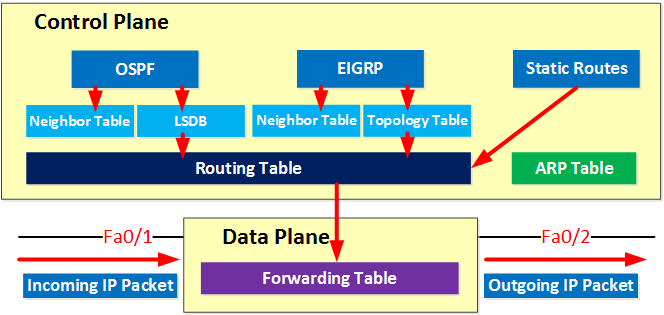 Control Plane
OSPF
EIGRP
Static Routes
Neighbor Table
LSDB
Neighbor Table
Topology Table
Routing Table
ARP Table
Fa0/1
Data Plane
Fa0/2
Incoming IP Packet
Forwarding Table
Outgoing IP Packet